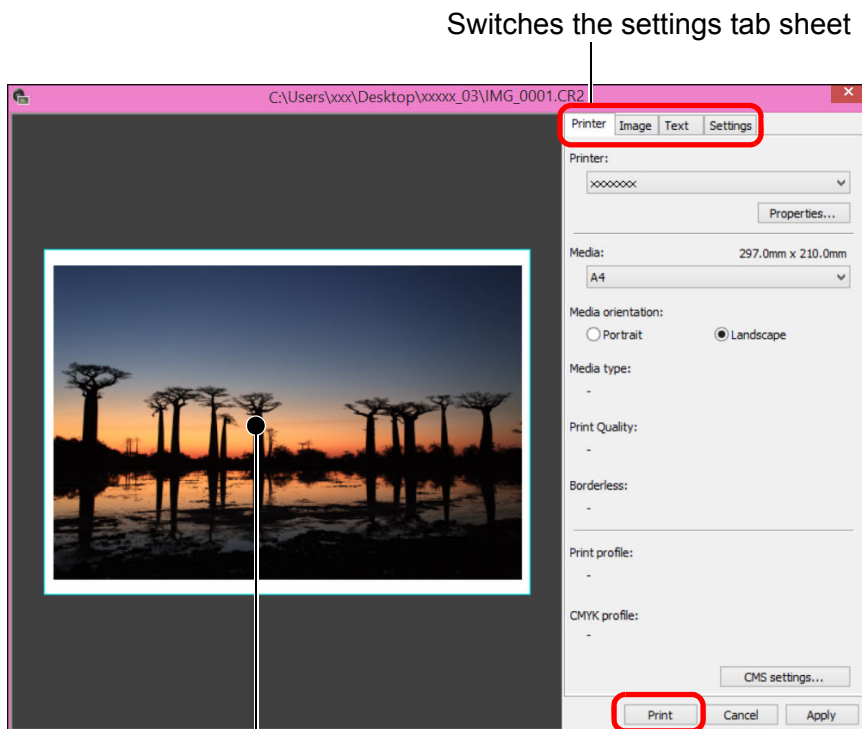 Switches the settings tab sheet
C:\Users\xxx\Desktop\xxxxx_03\IMG_0001.CR2
Printer Image Text Settings
Printer:
xxxxxxx
Properties...
Media: 297.0mm x 210.0mm
A4
Media orientation:
Portrait Landscape
Media type:
-
Print Quality:
-
Borderless:
-
Print profile:
-
CMYK profile:
-
CMS settings...
Print Cancel Apply